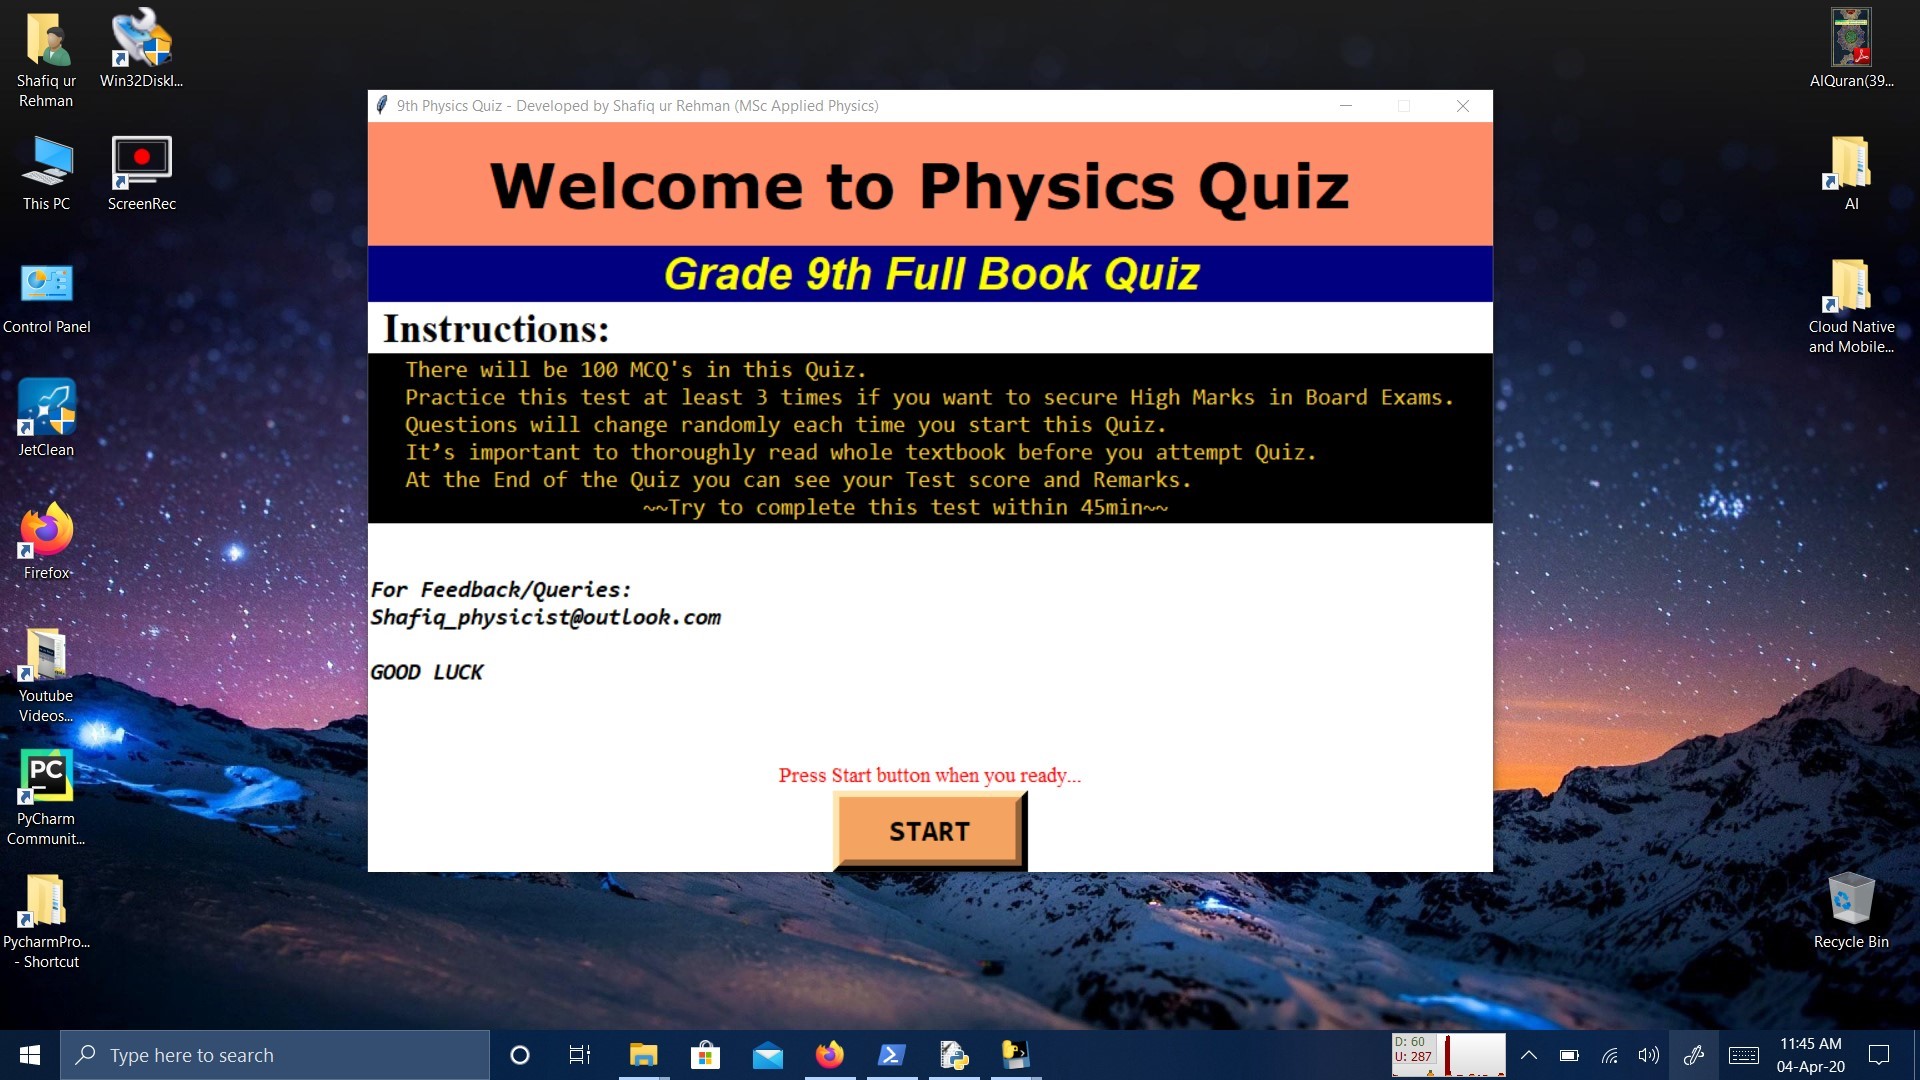 Shafiq ur
Rehman
Win32DiskI...
This PC
ScreenRec
Control Panel
JetClean
Firefox
Youtube
Videos...
PC
PyCharm
Communit...
PycharmPro...
- Shortcut
9th Physics Quiz - Developed by Shafiq ur Rehman (MSc Applied Physics)
Welcome to Physics Quiz
Grade 9th Full Book Quiz
Instructions:
There will be 100 MCQ's in this Quiz.
Practice this test at least 3 times if you want to secure High Marks in Board Exams.
Questions will change randomly each time you start this Quiz.
It’s important to thoroughly read whole textbook before you attempt Quiz.
At the End of the Quiz you can see your Test score and Remarks.
~~Try to complete this test within 45min~~
For Feedback/Queries:
Shafiq_physicist@outlook.com
GOOD LUCK
Press Start button when you ready...
START
AlQuran(39...
AI
Cloud Native
and Mobile...
Recycle Bin
Type here to search
D: 60
U: 287
11:45 AM
04-Apr-20